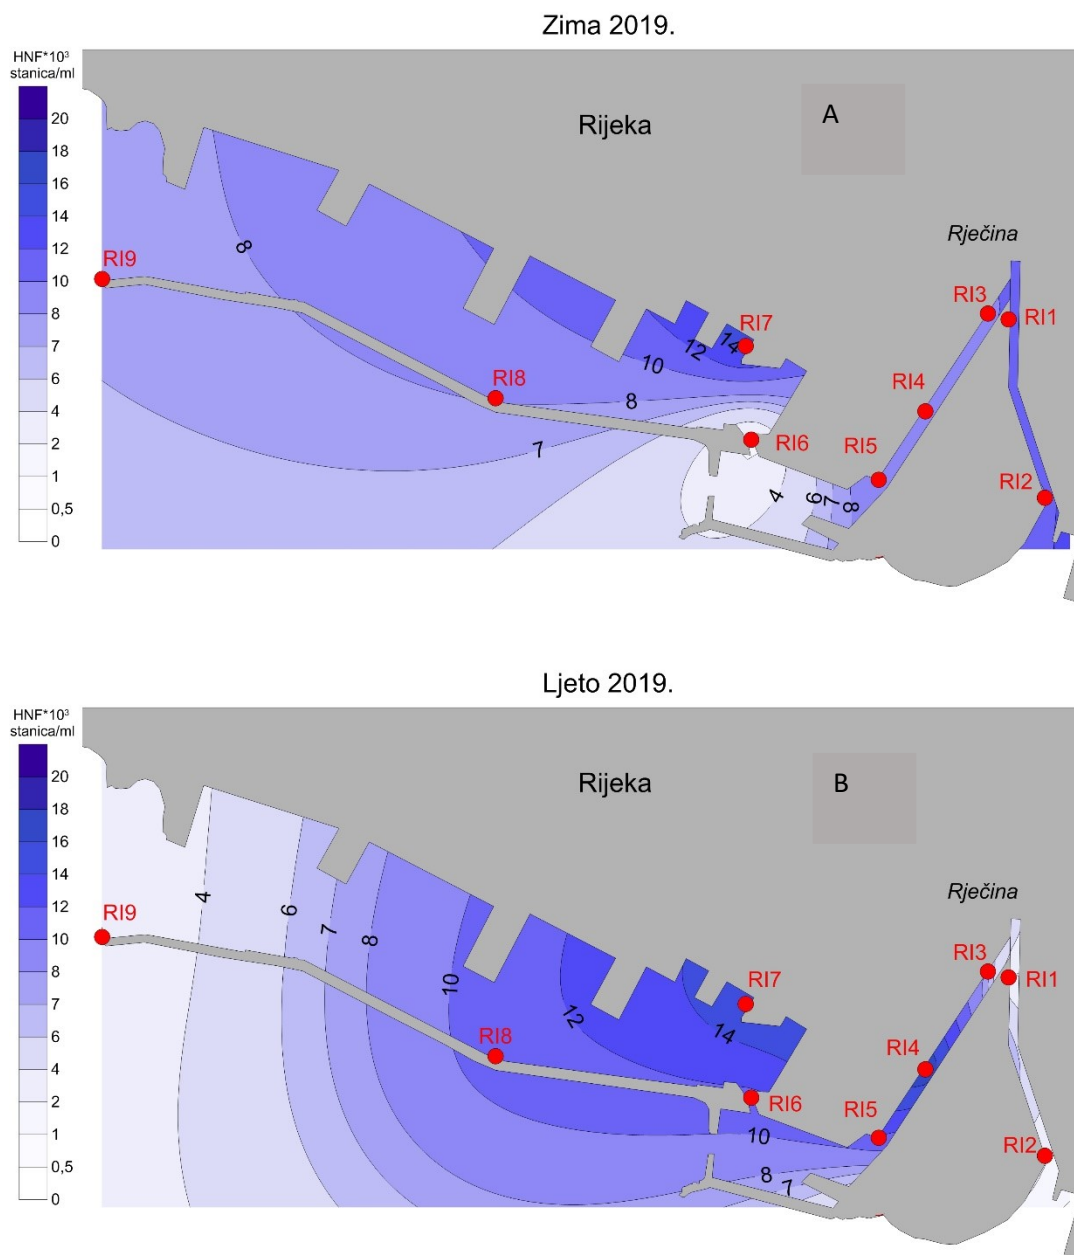 Zima 2019.
HNF*10³
stanica/ml
20
18
16
14
12
10
8
7
6
4
2
1
0,5
0
Rijeka
A
Rječina
RI9
8
RI3
RI1
RI7
14
12
10
RI8
8
RI4
7
RI6
RI5
4
6
7
8
RI2
Ljeto 2019.
HNF*10³
stanica/ml
20
18
16
14
12
10
8
7
6
4
2
1
0,5
0
Rijeka
B
Rječina
4
6
7
8
RI9
RI3
RI1
10
RI7
12
14
RI8
RI4
RI6
RI5
10
RI2
8
7